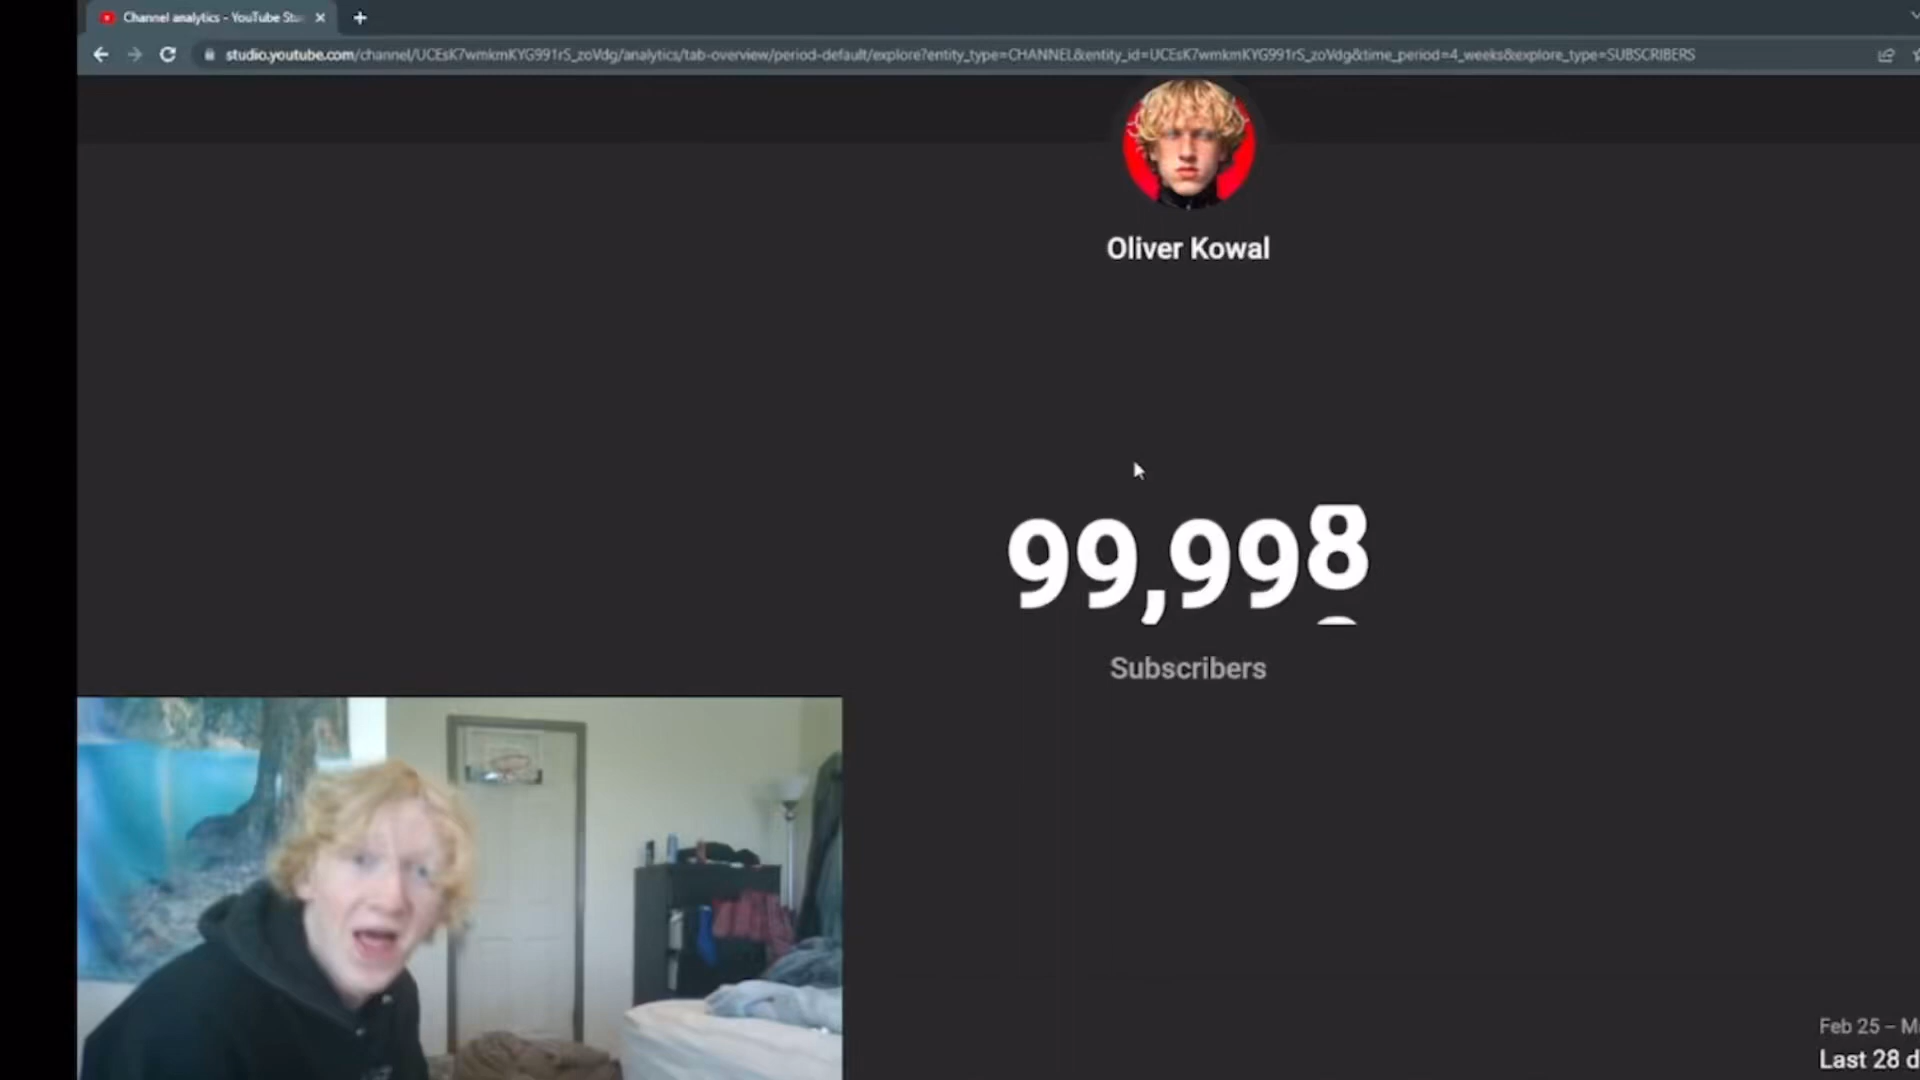 Channel analytics - YouTube Stu
studio.youtube.com/channel/UCEsK7wmkmKYG991rS_zoVdg/analytics/tab-overview/period-default/explore?entity_type=CHANNEL&entity_id=UCEsK7wmkmKYG991rS_zoVdg&time_period=4_weeks&explore_type=SUBSCRIBERS
Oliver Kowal
99,998
Subscribers
Feb 25 – M
Last 28 d